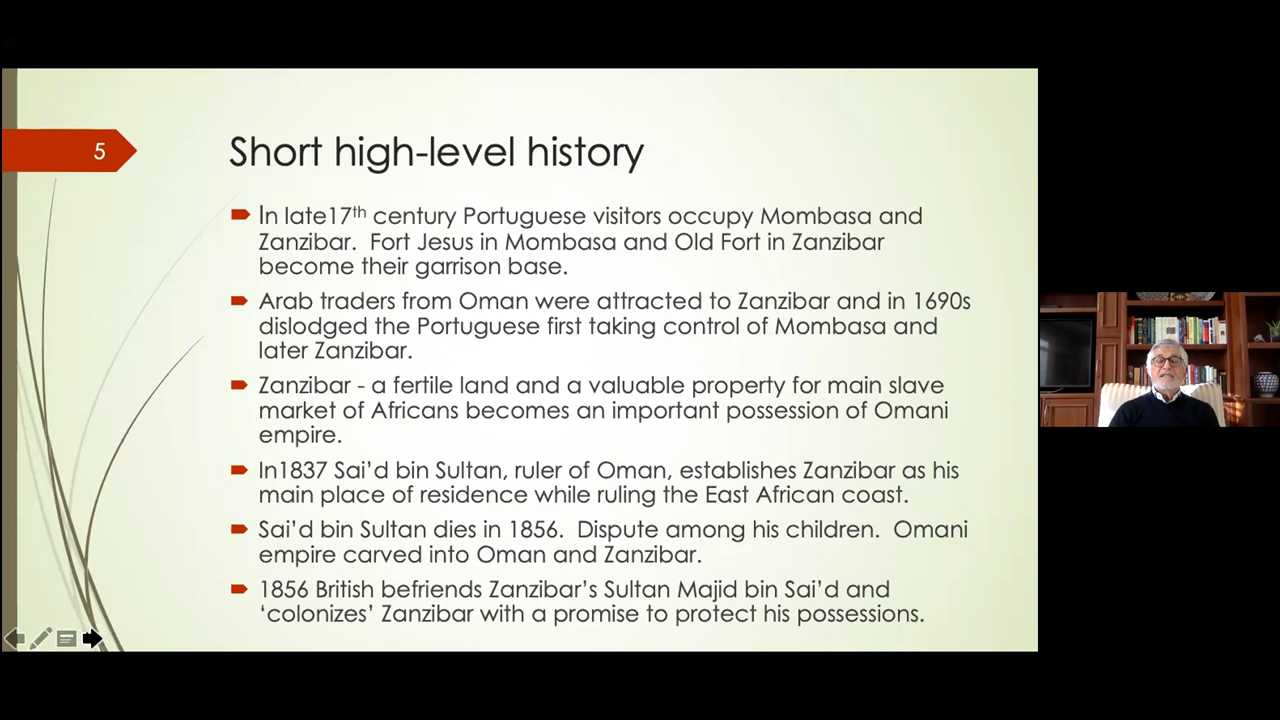 5
Short high-level history
In late17th century Portuguese visitors occupy Mombasa and
Zanzibar.  Fort Jesus in Mombasa and Old Fort in Zanzibar
become their garrison base.
Arab traders from Oman were attracted to Zanzibar and in 1690s
dislodged the Portuguese first taking control of Mombasa and
later Zanzibar.
Zanzibar - a fertile land and a valuable property for main slave
market of Africans becomes an important possession of Omani
empire.
In1837 Sai’d bin Sultan, ruler of Oman, establishes Zanzibar as his
main place of residence while ruling the East African coast.
Sai’d bin Sultan dies in 1856.  Dispute among his children.  Omani
empire carved into Oman and Zanzibar.
1856 British befriends Zanzibar’s Sultan Majid bin Sai’d and
‘colonizes’ Zanzibar with a promise to protect his possessions.